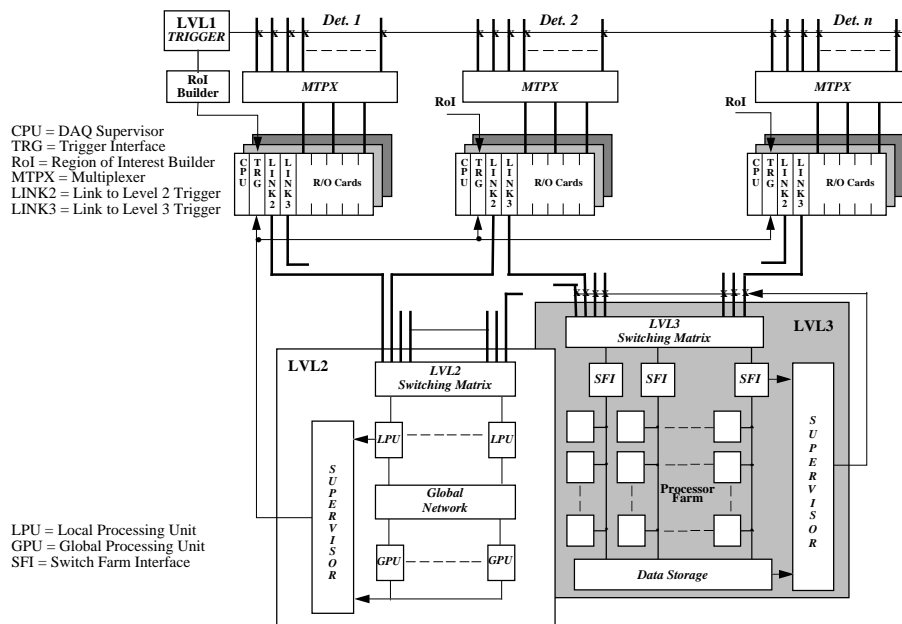 LVL1
TRIGGER
Det. 1
Det. 2
Det. n
RoI
Builder
MTPX
MTPX
MTPX
RoI
RoI
CPU = DAQ Supervisor
TRG = Trigger Interface
RoI = Region of Interest Builder
MTPX = Multiplexer
LINK2 = Link to Level 2 Trigger
LINK3 = Link to Level 3 Trigger
CPU
TRG
LINK2
LINK3
R/O Cards
CPU
TRG
LINK2
LINK3
R/O Cards
CPU
TRG
LINK2
LINK3
R/O Cards
LVL3
Switching Matrix
LVL3
LVL2
LVL2
Switching Matrix
SFI
SFI
SFI
LPU
LPU
SUPERVISOR
SUPERVISOR
Global
Network
Processor
Farm
GPU
GPU
Data Storage
LPU = Local Processing Unit
GPU = Global Processing Unit
SFI = Switch Farm Interface